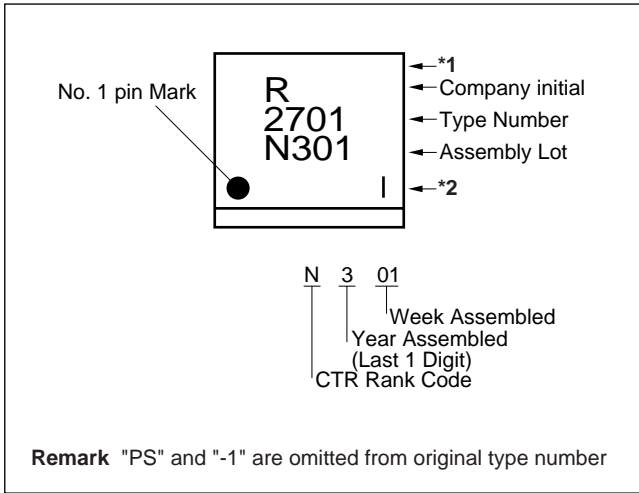 *1
No. 1 pin Mark
R
Company initial
2701
Type Number
N301
Assembly Lot
*2
N 3 01
Week Assembled
Year Assembled
(Last 1 Digit)
CTR Rank Code
Remark "PS" and "-1" are omitted from original type number